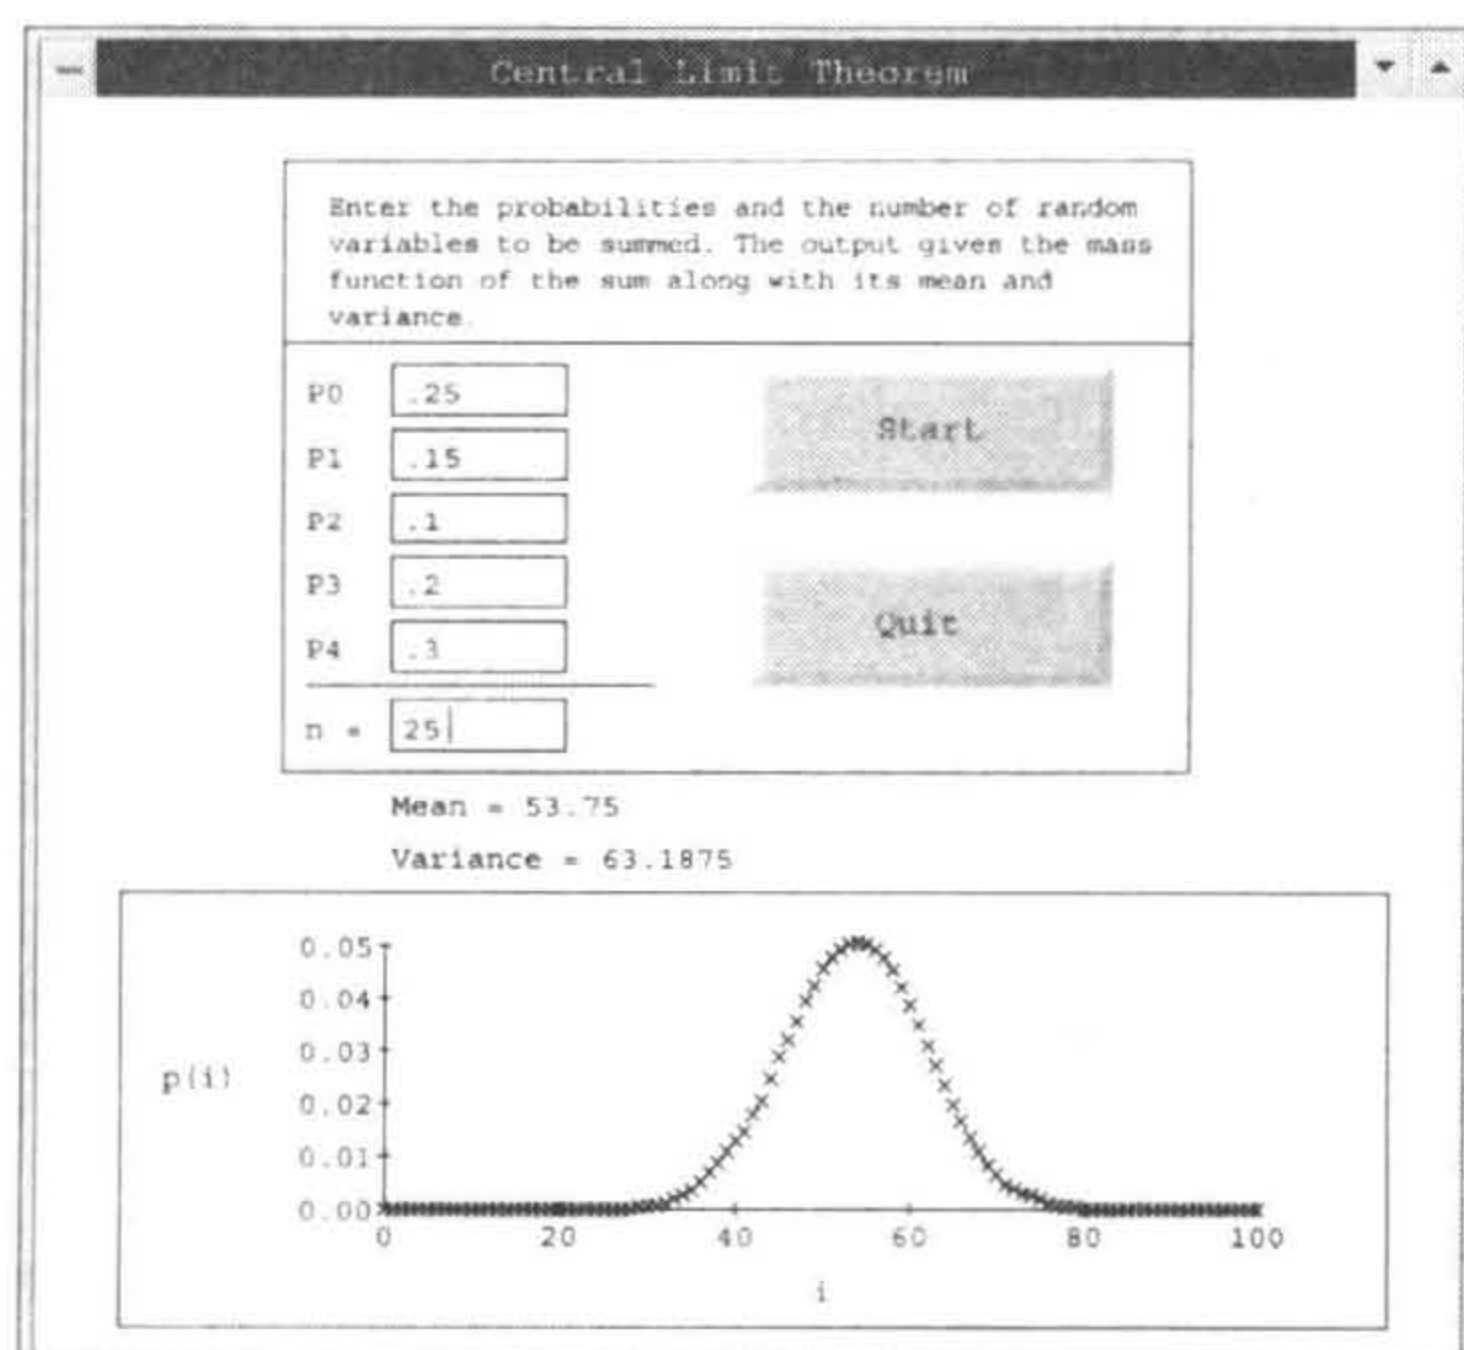 Central Limit Theorem
Enter the probabilities and the number of random
variables to be summed. The output gives the mass
function of the sum along with its mean and
variance.
P0 .25
Start
P1 .15
P2 .1
P3 .2
Quit
P4 .3
n = 25
Mean = 53.75
Variance = 63.1875
0.05
0.04
0.03
p(i)
0.02
0.01
0.00
0 20 40 60 80 100
i